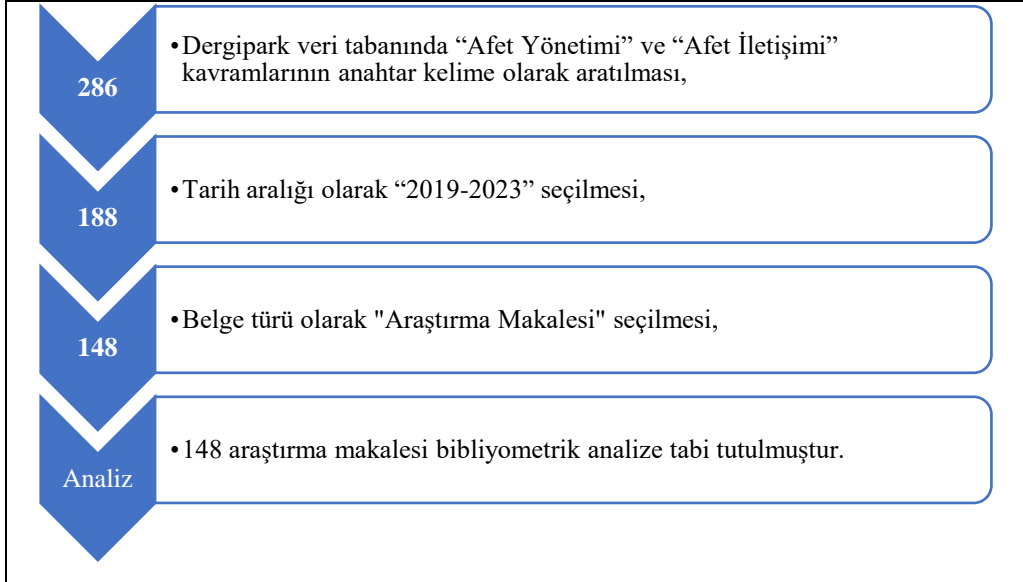 286
•Dergipark veri tabanında “Afet Yönetimi” ve “Afet İletişimi”
kavramlarının anahtar kelime olarak aratılması,
188
•Tarih aralığı olarak “2019-2023” seçilmesi,
148
•Belge türü olarak "Araştırma Makalesi" seçilmesi,
Analiz
•148 araştırma makalesi bibliyometrik analize tabi tutulmuştur.